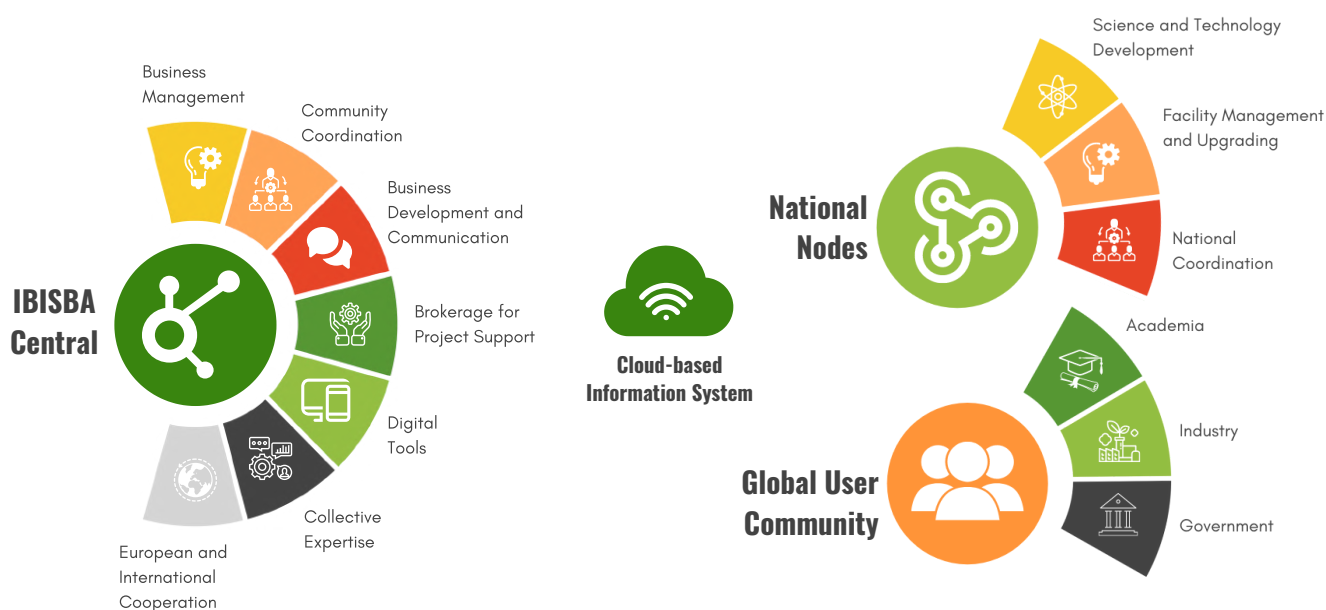 Business
Management
Community
Coordination
Business
Development and
Communication
IBISBA
Central
Brokerage for
Project Support
Digital
Tools
Collective
Expertise
European and
International
Cooperation
Cloud-based
Information System
National
Nodes
Science and Technology
Development
Facility Management
and Upgrading
National
Coordination
Global User
Community
Academia
Industry
Government